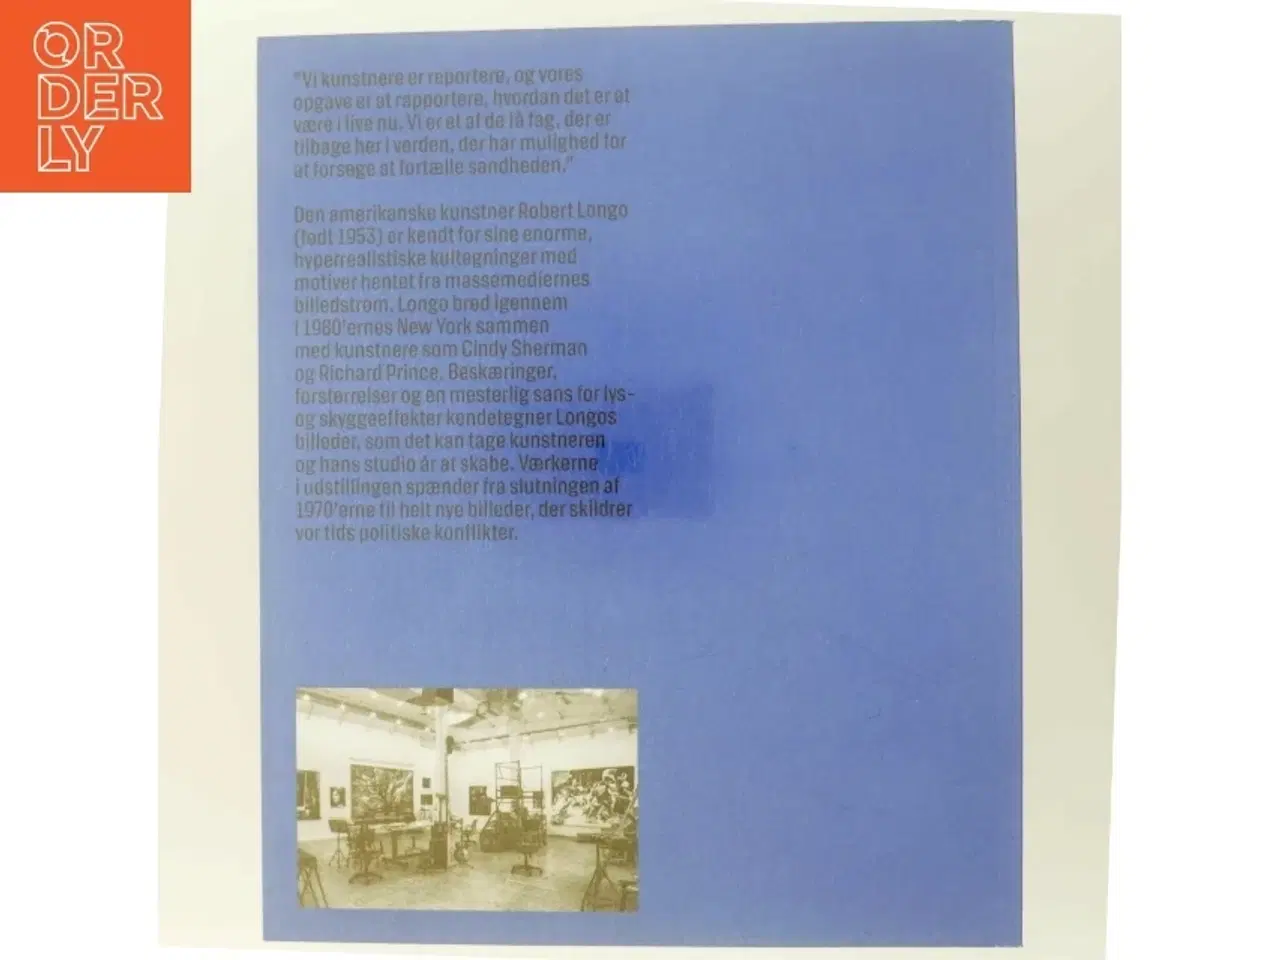 ORDERLY
"Vi kunstnere er reportere, og vores
opgave er at rapportere, hvordan det er at
være i live nu. Vi er et af de få fag, der er
tilbage her i verden, der har mulighed for
at forsøge at fortælle sandheden."
Den amerikanske kunstner Robert Longo
(født 1953) er kendt for sine enorme,
hyperrealistiske kultegninger med
motiver hentet fra massemediernes
billedstrøm. Longo brød igennem
i 1980'ernes New York sammen
med kunstnere som Cindy Sherman
og Richard Prince. Beskæringer,
forstørrelser og en mesterlig sans for lys-
og skyggeeffekter kendetegner Longos
billeder, som det kan tage kunstneren
og hans studio år at skabe. Værkerne
i udstillingen spænder fra slutningen af
1970'erne til helt nye billeder, der skildrer
vor tids politiske konflikter.